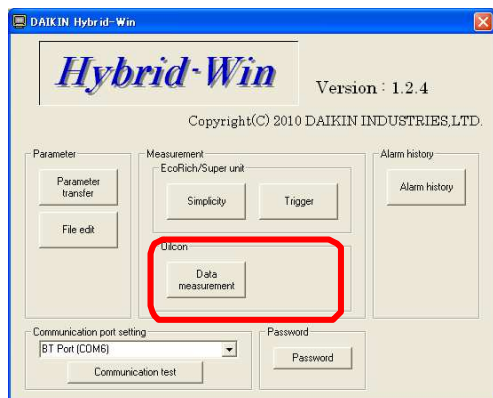 DAIKIN Hybrid-Win
Hybrid-Win
Version : 1.2.4
Copyright(C) 2010 DAIKIN INDUSTRIES,LTD.
Parameter
Parameter
transfer
File edit
Measurement
EcoRich/Super unit
Simplicity
Trigger
Oilcon
Data
measurement
Alarm history
Alarm history
Communication port setting
BT Port (COM6)
Communication test
Password
Password